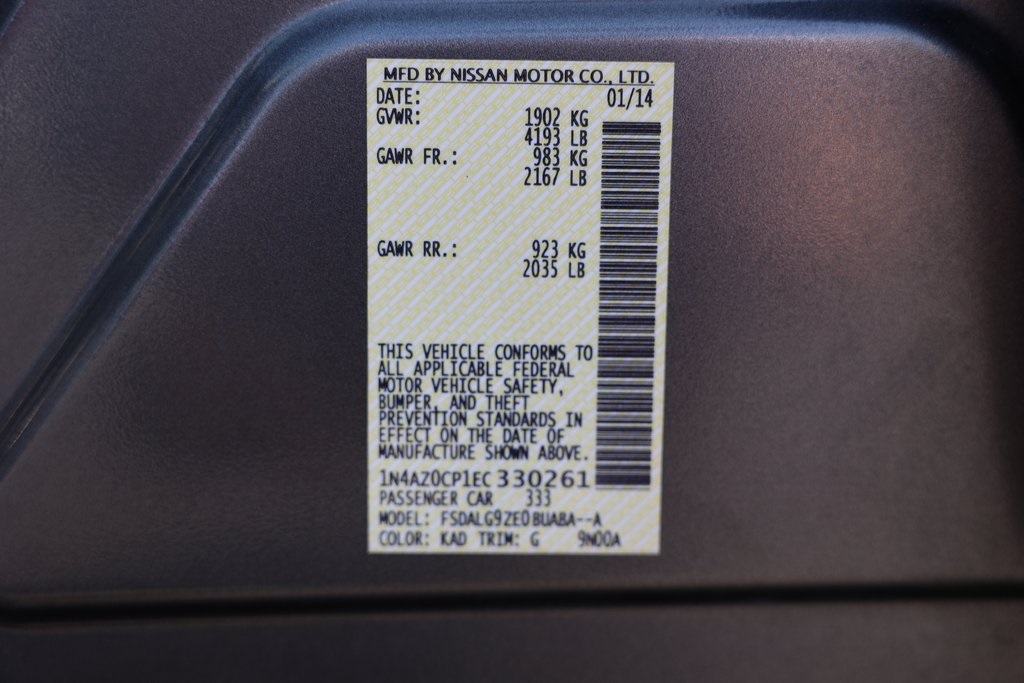 MFD BY NISSAN MOTOR CO., LTD.
DATE: 01/14
GVWR: 1902 KG
4193 LB
GAWR FR.: 983 KG
2167 LB
GAWR RR.: 923 KG
2035 LB
THIS VEHICLE CONFORMS TO
ALL APPLICABLE FEDERAL
MOTOR VEHICLE SAFETY,
BUMPER, AND THEFT
PREVENTION STANDARDS IN
EFFECT ON THE DATE OF
MANUFACTURE SHOWN ABOVE.
1N4AZ0CP1EC330261
PASSENGER CAR 333
MODEL: FSDALG9ZE0BUABA--A
COLOR: KAD TRIM: G 9N00A